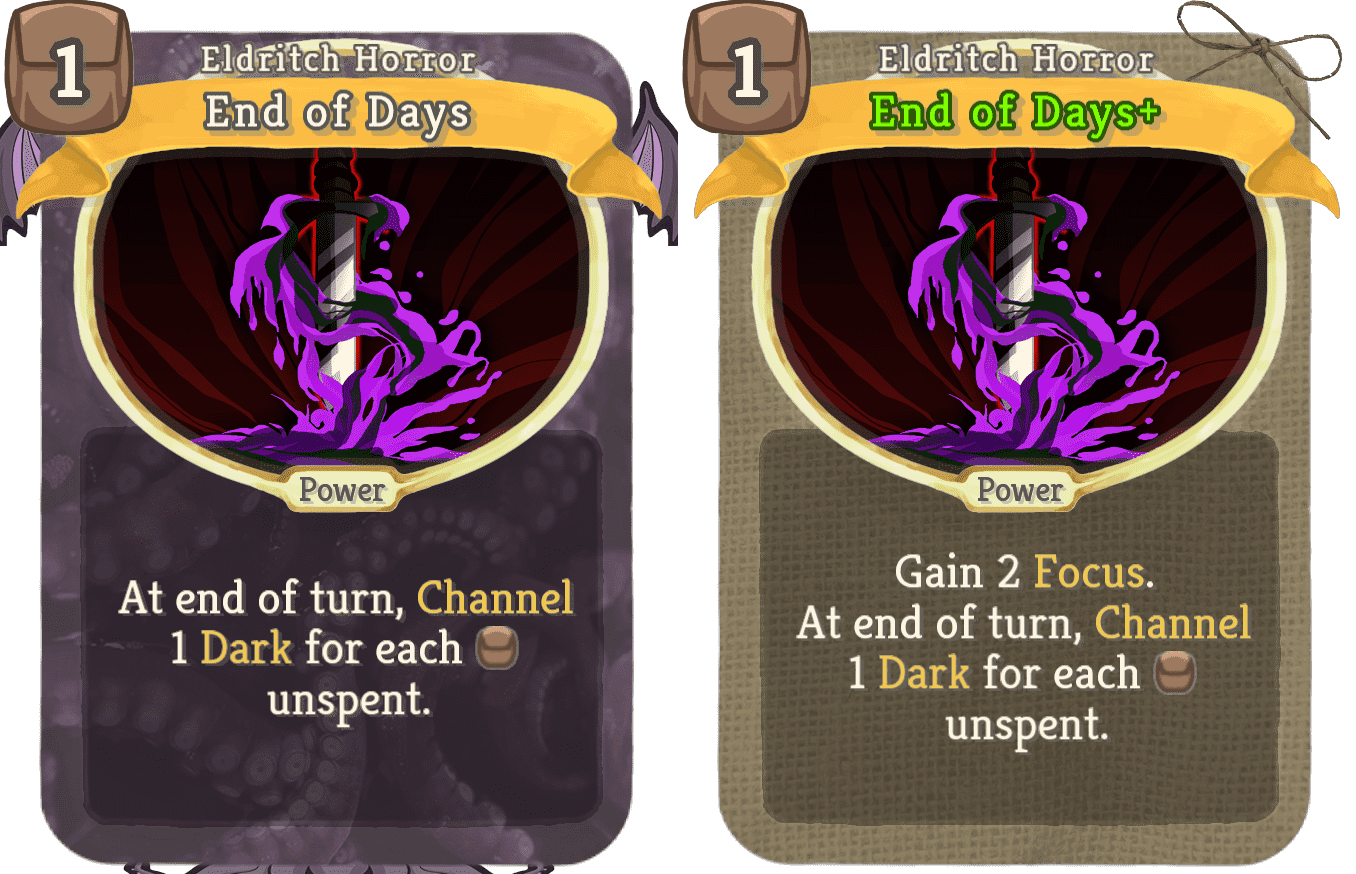 1
Eldritch Horror
End of Days
Power
At end of turn, Channel
1 Dark for each
unspent.
1
Eldritch Horror
End of Days+
Power
Gain 2 Focus.
At end of turn, Channel
1 Dark for each
unspent.